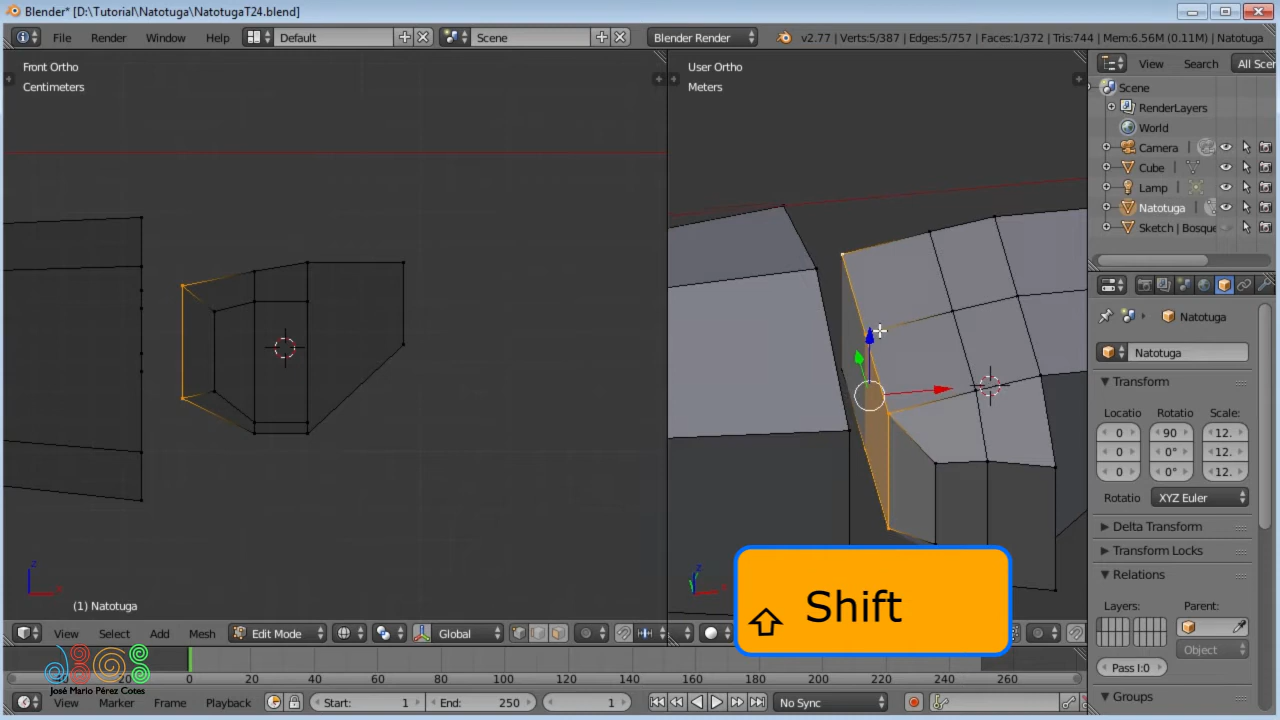 Blender* [D:\Tutorial\Natotuga\NatotugaT24.blend]
File Render Window Help Default Scene Blender Render v2.77 | Verts:5/387 | Edges:5/757 | Faces:1/372 | Tris:744 | Mem:6.56M (0.11M) | Natotuga
Front Ortho
Centimeters
User Ortho
Meters
View Search All Scer
Scene
RenderLayers
World
Camera
Cube
Lamp
Natotuga
Sketch | Bosque
Natotuga
Natotuga
Transform
Locatio Rotatio Scale:
0 90 12.
0 0° 12.
0 0° 12.
Rotatio XYZ Euler
Delta Transform
Transform Locks
Relations
Layers: Parent:
Object
Pass I:0
Groups
Shift
(1) Natotuga
View Select Add Mesh Edit Mode Global
0 20 40 60 80 100 120 140 160 180 200 220 240 260
José Mario Pérez Cotes
View Marker Frame Playback Start: 1 End: 250 1 No Sync